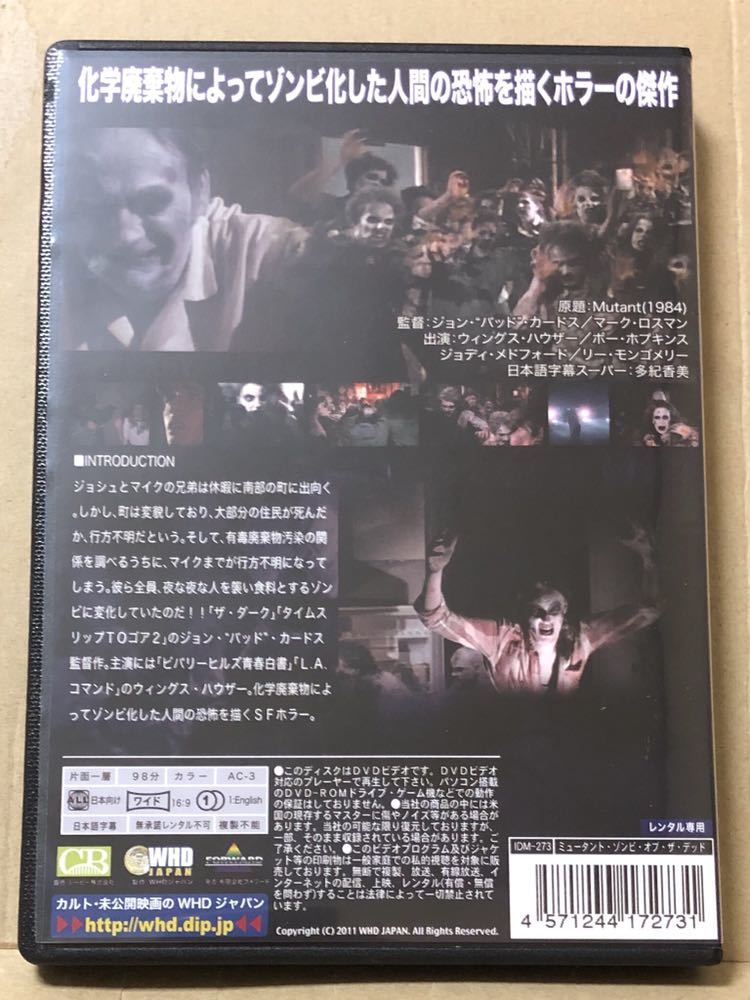 化学廃棄物によってゾンビ化した人間の恐怖を描くホラーの傑作
原題：Mutant(1984)
監督：ジョン・“バッド”・カードス／マーク・ロスマン
出演：ウィングス・ハウザー／ボー・ホプキンス
ジョディ・メドフォード／リー・モンゴメリー
日本語字幕スーパー：多紀香美
■INTRODUCTION
ジョシュとマイクの兄弟は休暇に南部の町に出向く
。しかし、町は変貌しており、大部分の住民が死んだ
か、行方不明だという。そして、有毒廃棄物汚染の関
係を調べるうちに、マイクまでが行方不明になって
しまう。彼ら全員、夜な夜な人を襲い食料とするゾン
ビに変化していたのだ！！「ザ・ダーク」「タイムス
リップTOゴア2」のジョン・“バッド”・カードス
監督作。主演には「ビバリーヒルズ青春白書」「L.A.
コマンド」のウィングス・ハウザー。化学廃棄物によ
ってゾンビ化した人間の恐怖を描くSFホラー。
片面一層 98分 カラー AC-3
ALL 日本向け ワイド 16:9 1 1:English
日本語字幕 無承諾レンタル不可 複製不能
●このディスクはDVDビデオです。DVDビデオ
対応のプレーヤーで再生して下さい。パソコン搭載
のDVD-ROMドライブ・ゲーム機などでの動作
の保証はしておりません。●当社の商品の中には米
国の現存するマスターに傷やノイズ等がある場合が
あります。当社の可能な限り復元しておりますが、
一部、そのまま収録されている場合があります。ご
了承ください。●このビデオプログラム及びジャケ
ット等の印刷物は一般家庭での私的視聴を対象に販
売しています。無断で複製、放送、有線放送、イ
ンターネットの配信、上映、レンタル(有償・無償
を問わず)することは法律によって一切禁止されて
います。
レンタル専用
IDM-273 ミュータント・ゾンビ・オブ・ザ・デッド
4 571244 172731
CB WHD JAPAN FORWARD
製作 WHDジャパン
カルト・未公開映画の WHD ジャパン
http://whd.dip.jp
Copyright (C) 2011 WHD JAPAN. All Rights Reserved.